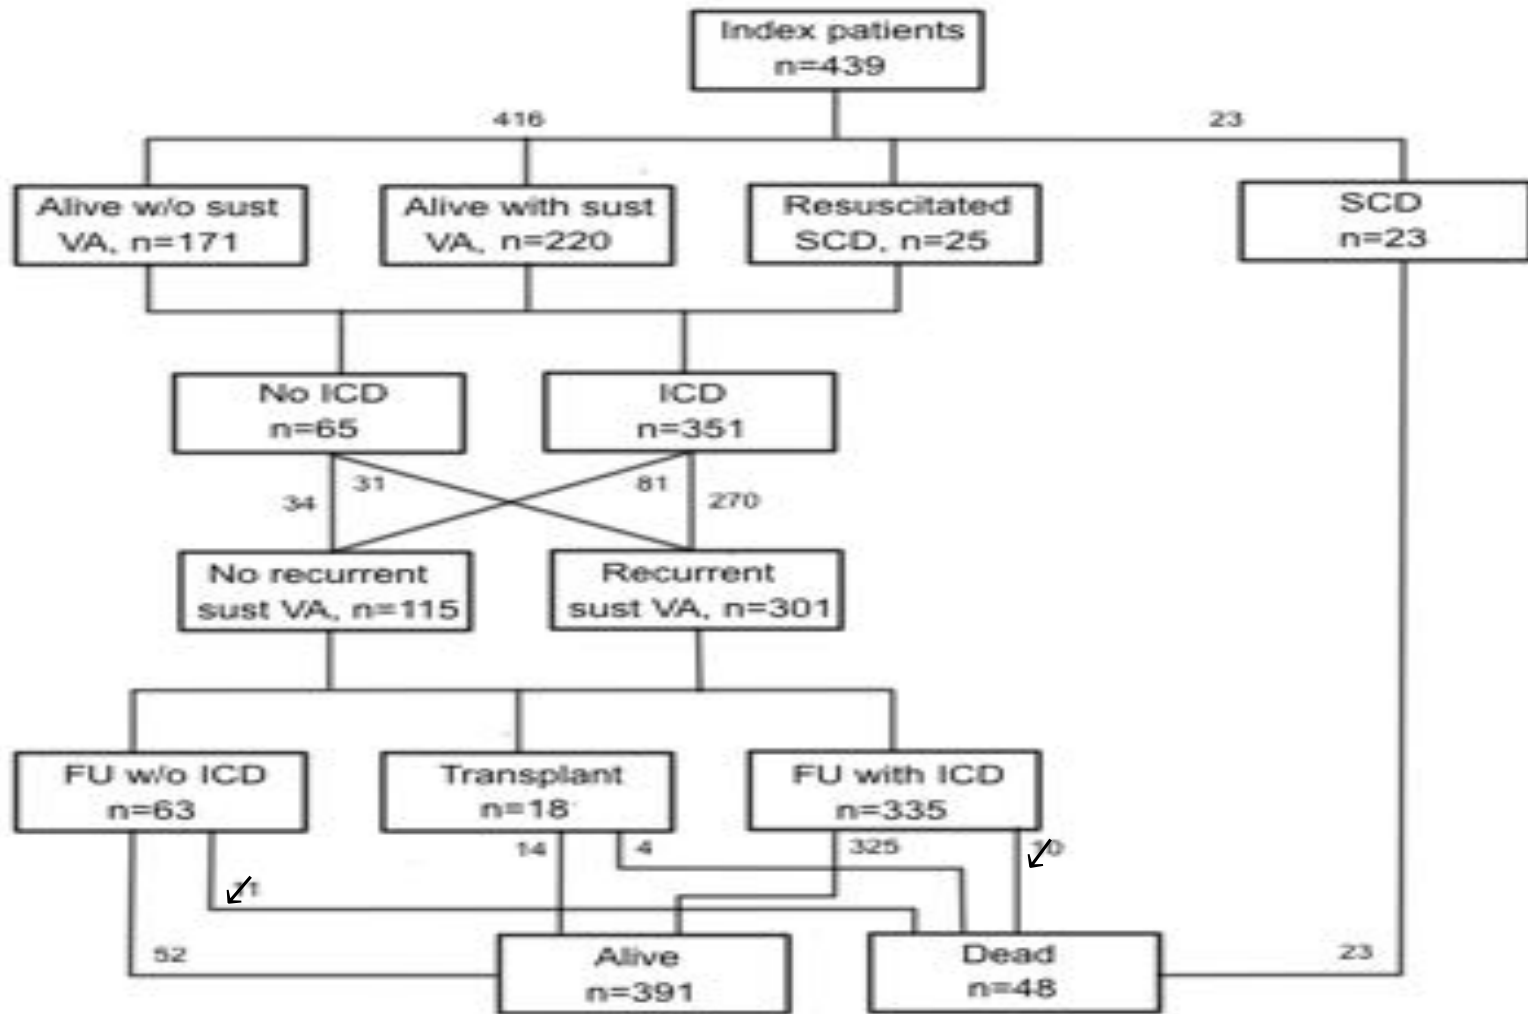 Index patients
n=439
416
23
Alive w/o sust
VA, n=171
Alive with sust
VA, n=220
Resuscitated
SCD, n=25
SCD
n=23
No ICD
n=65
ICD
n=351
34
31
81
270
No recurrent
sust VA, n=115
Recurrent
sust VA, n=301
FU w/o ICD
n=63
Transplant
n=18
FU with ICD
n=335
14
4
325
10
11
52
23
Alive
n=391
Dead
n=48